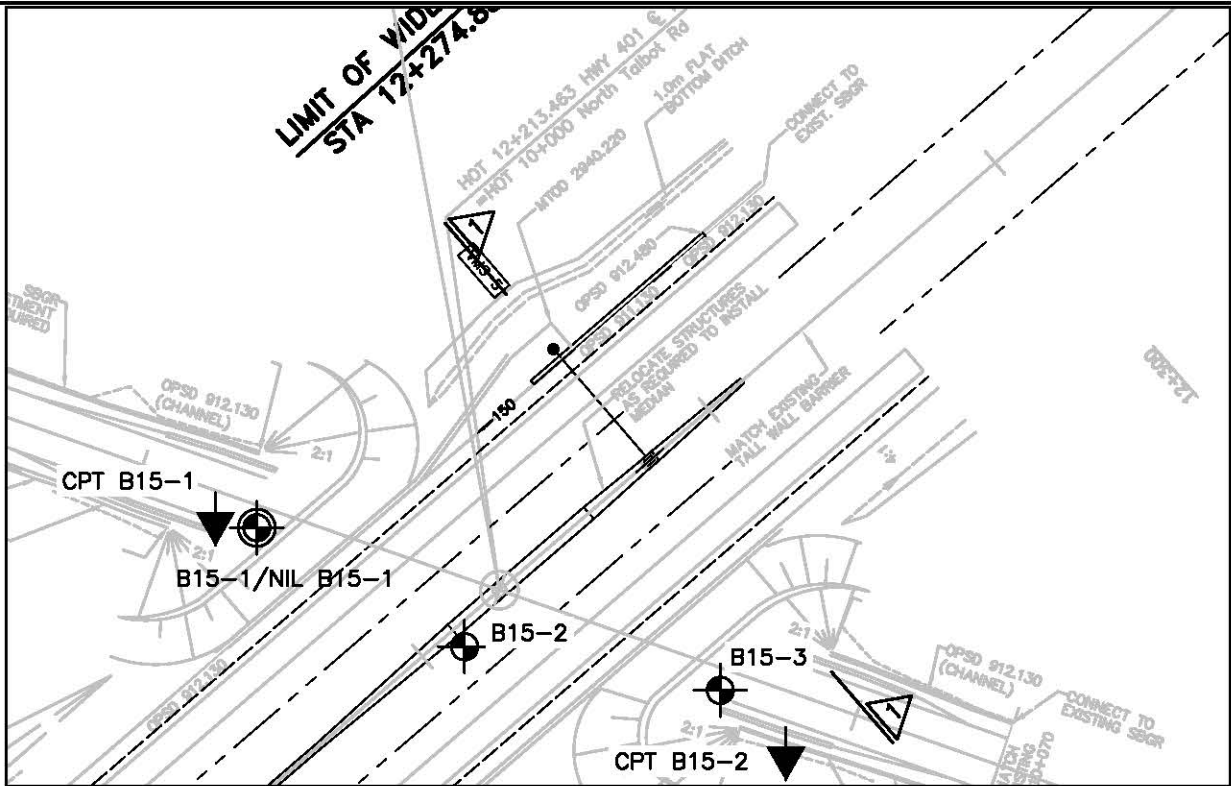 LIMIT OF WIDE
STA 12+274.8
HOT 12+213.463 HWY 401 ℄
=HOT 10+000 North Talbot Rd
MTOD 2940.220
1.0m FLAT
BOTTOM DITCH
CONNECT TO
EXIST. SBGR
1
OPSD 912.130
OPSD 912.480
OPSD 911.130
RELOCATE STRUCTURES
AS REQUIRED TO INSTALL
MEDIAN
MATCH EXISTING
TALL WALL BARRIER
12+300
150
SBGR
OPSD 912.130
(CHANNEL)
2:1
CPT B15-1
2:1
B15-1/NIL B15-1
B15-2
B15-3
2:1
OPSD 912.130
(CHANNEL)
CONNECT TO
EXISTING SBGR
1
2:1
CPT B15-2
OPSD 912.130
MATCH